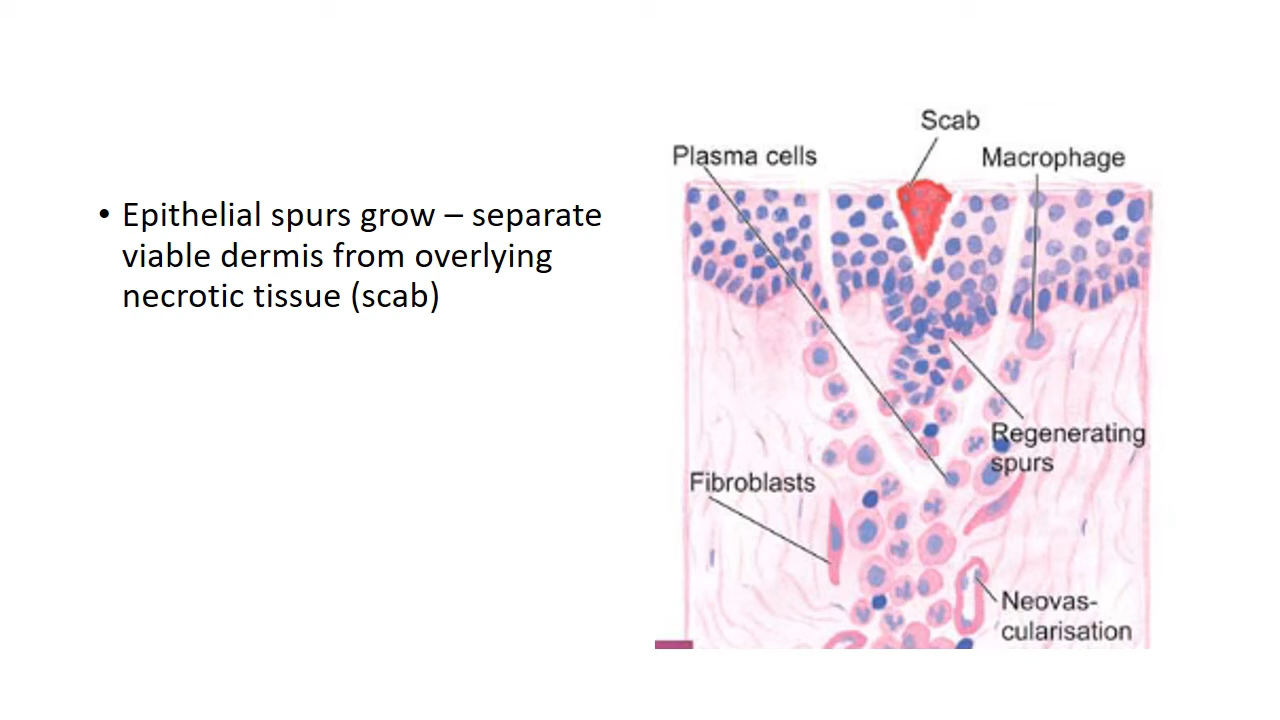 • Epithelial spurs grow – separate
viable dermis from overlying
necrotic tissue (scab)
Scab
Plasma cells
Macrophage
Regenerating
spurs
Fibroblasts
Neovas-
cularisation